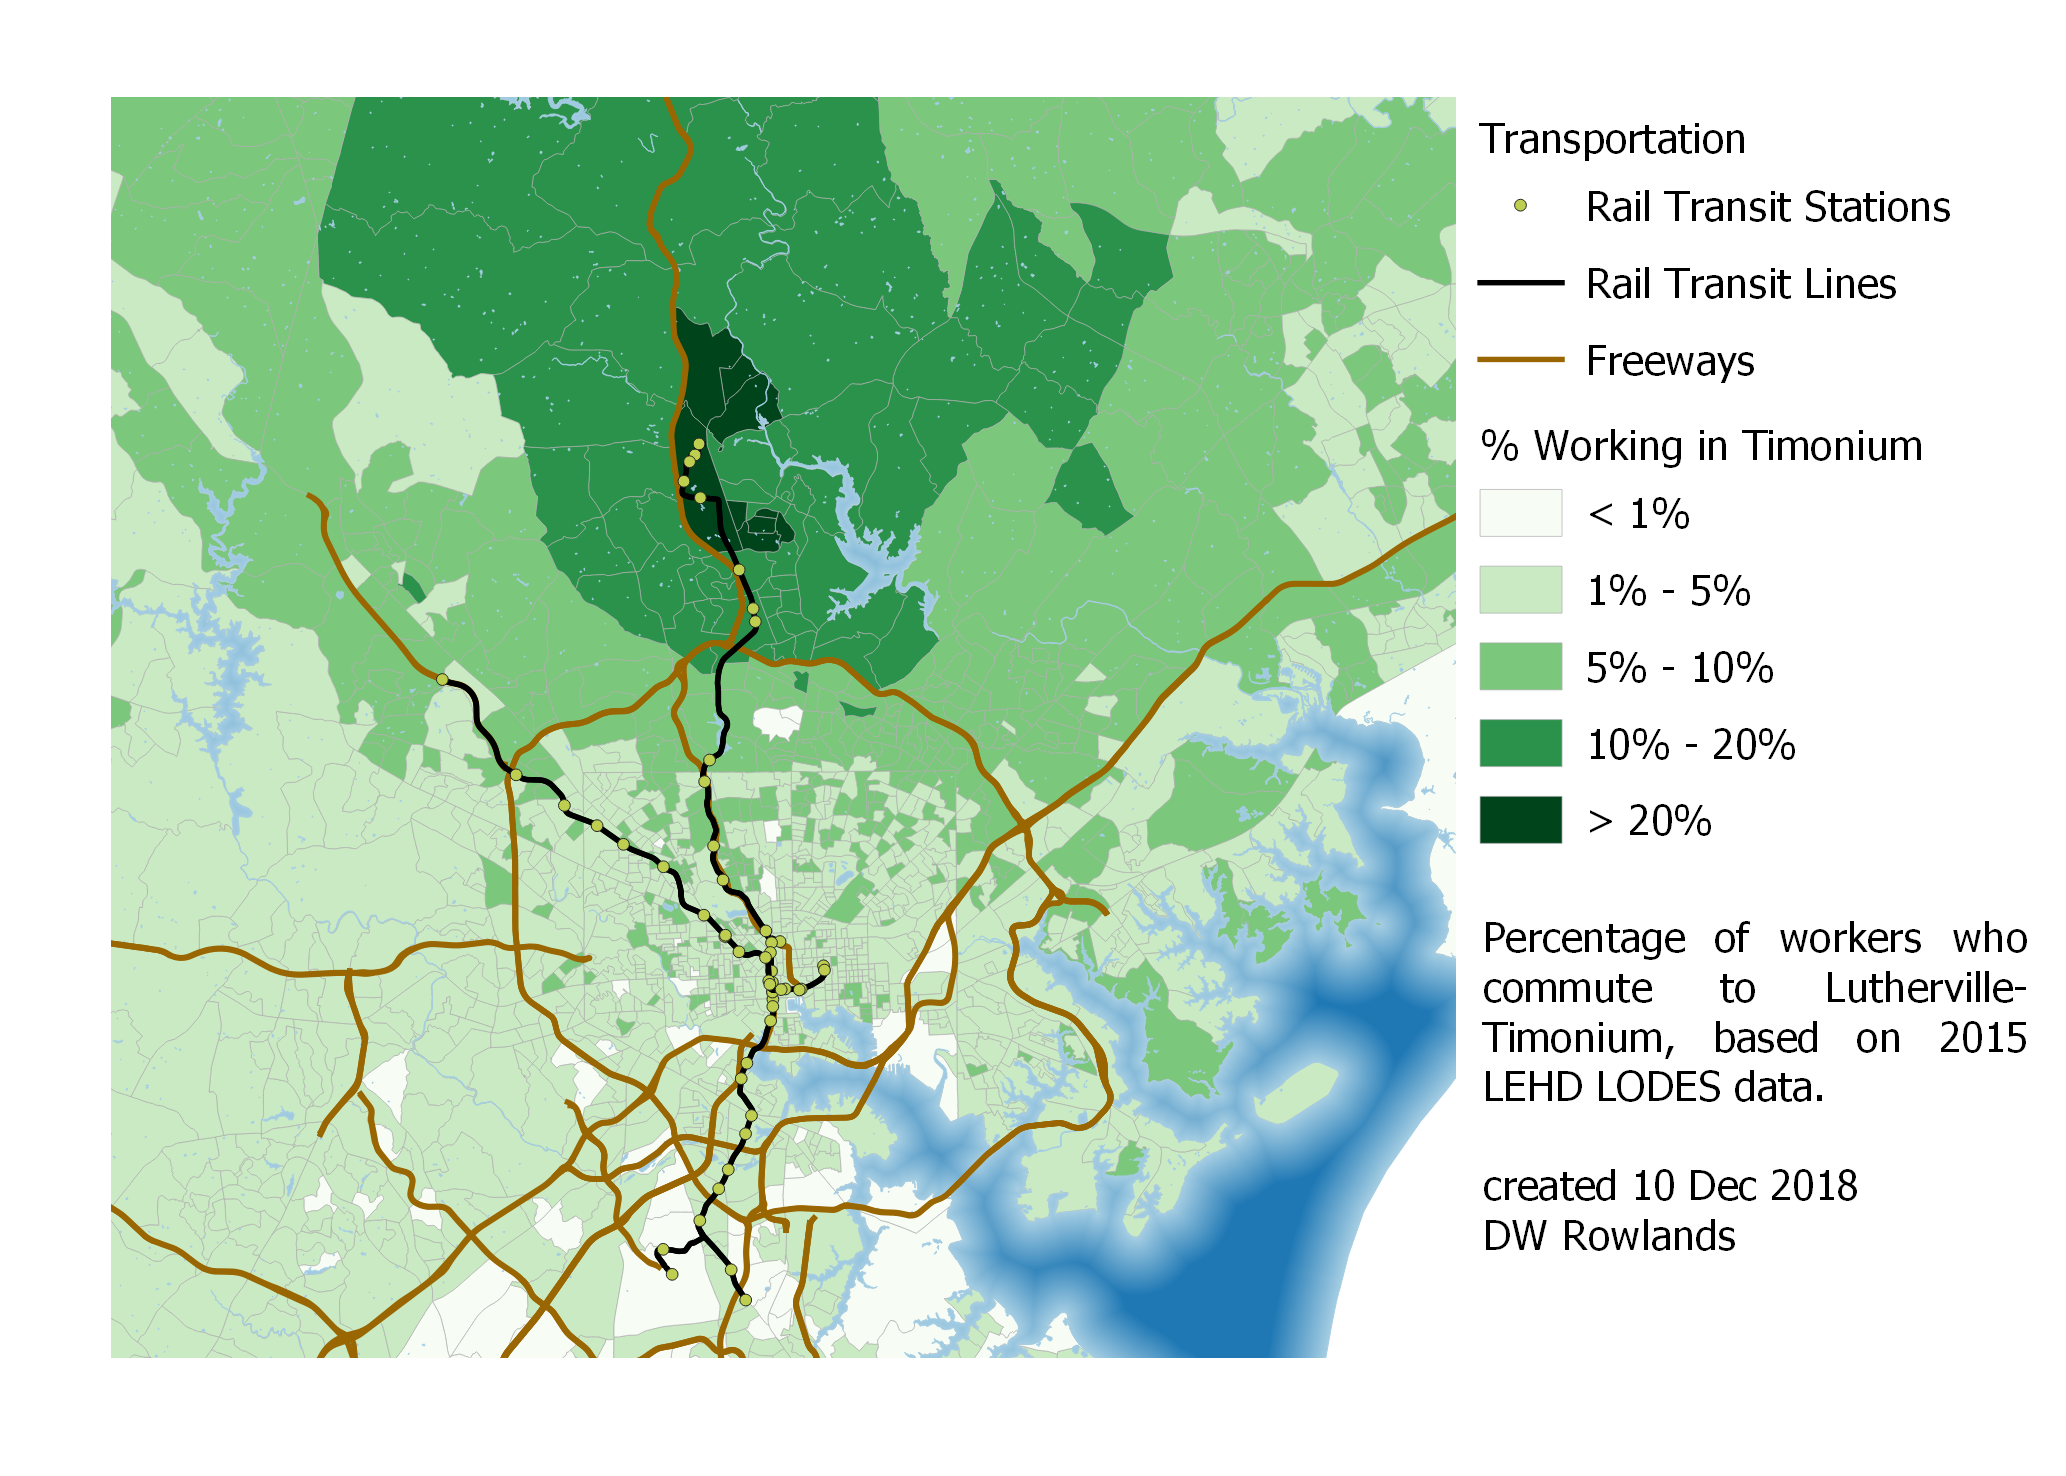 Transportation
Rail Transit Stations
Rail Transit Lines
Freeways
% Working in Timonium
< 1%
1% - 5%
5% - 10%
10% - 20%
> 20%
Percentage of workers who
commute to Lutherville-
Timonium, based on 2015
LEHD LODES data.
created 10 Dec 2018
DW Rowlands